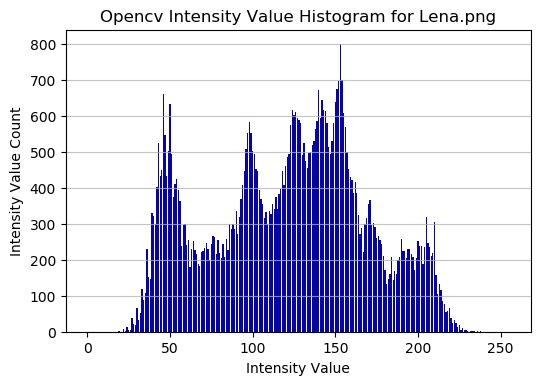 Opencv Intensity Value Histogram for Lena.png
Intensity Value Count
800
700
600
500
400
300
200
100
0
0 50 100 150 200 250
Intensity Value